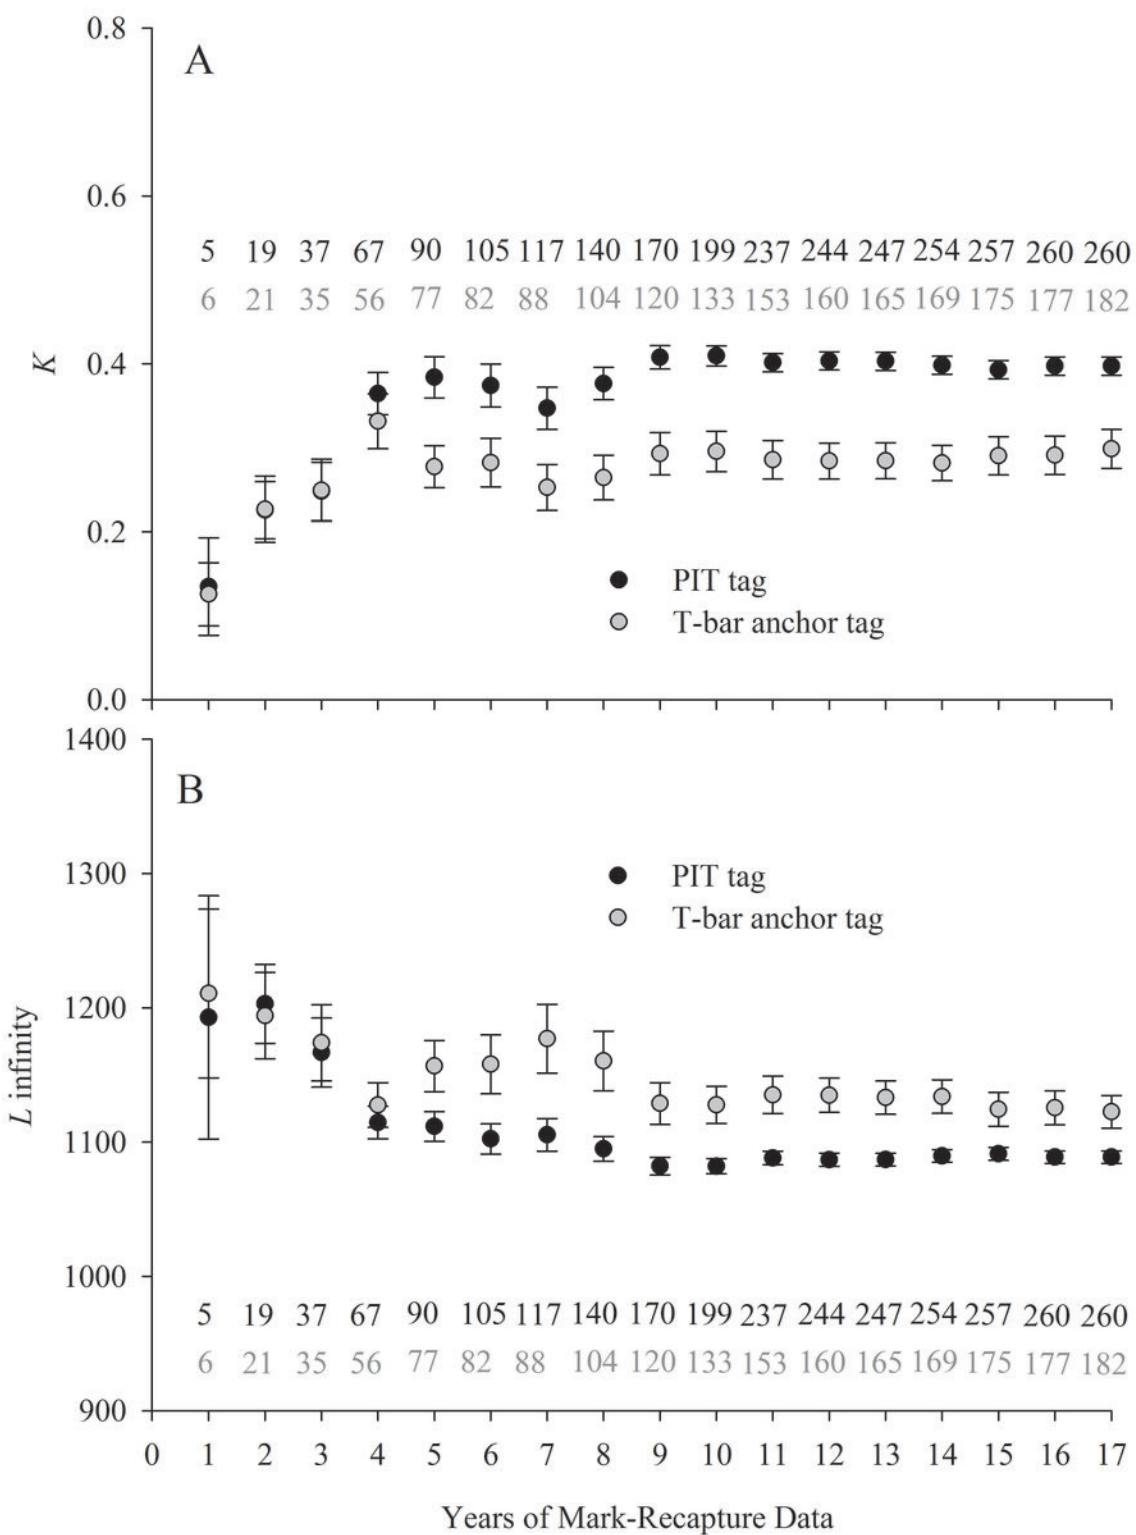 0.8
A
0.6
5 19 37 67 90 105 117 140 170 199 237 244 247 254 257 260 260
6 21 35 56 77 82 88 104 120 133 153 160 165 169 175 177 182
0.4
K
0.2
PIT tag
T-bar anchor tag
0.0
1400
B
1300
PIT tag
T-bar anchor tag
1200
L infinity
1100
1000
5 19 37 67 90 105 117 140 170 199 237 244 247 254 257 260 260
6 21 35 56 77 82 88 104 120 133 153 160 165 169 175 177 182
900
0 1 2 3 4 5 6 7 8 9 10 11 12 13 14 15 16 17
Years of Mark-Recapture Data